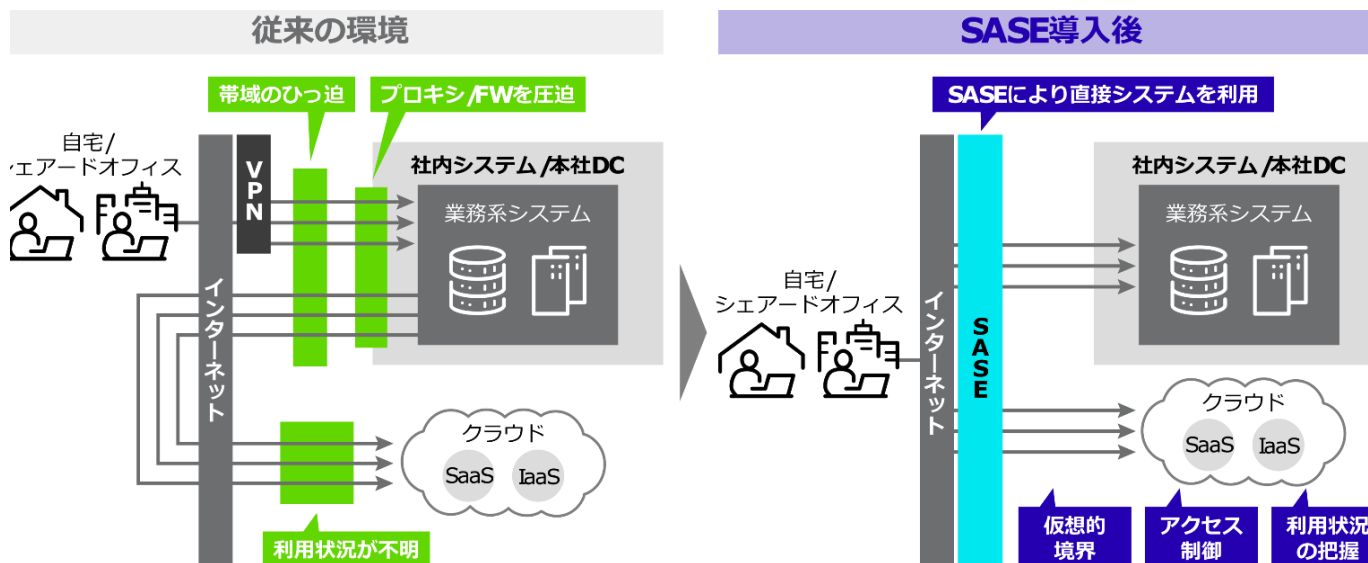 従来の環境
帯域のひっ迫
プロキシ/FWを圧迫
自宅/
シェアードオフィス
VPN
社内システム/本社DC
業務系システム
インターネット
クラウド
SaaS
IaaS
利用状況が不明
SASE導入後
SASEにより直接システムを利用
社内システム/本社DC
業務系システム
自宅/
シェアードオフィス
インターネット
SASE
クラウド
SaaS
IaaS
仮想的
境界
アクセス
制御
利用状況
の把握